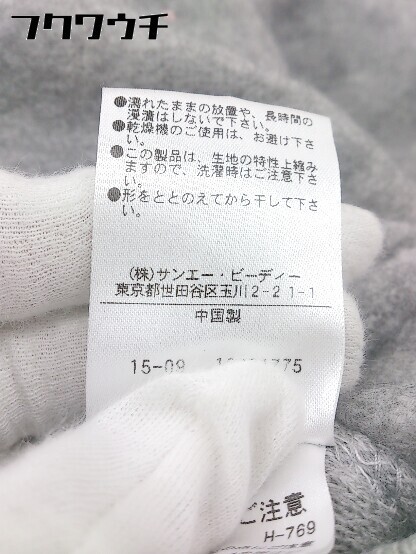 フクワウチ
●濡れたままの放置や、長時間の
浸漬はしないで下さい。
●乾燥機のご使用は、お避け下さ
い。
●この製品は、生地の特性上縮み
ますので、洗濯時はご注意下さ
い。
●形をととのえてから干して下さ
い。
(株)サンエー・ビーディー
東京都世田谷区玉川2-21-1
中国製
15-09
ご注意
H-769